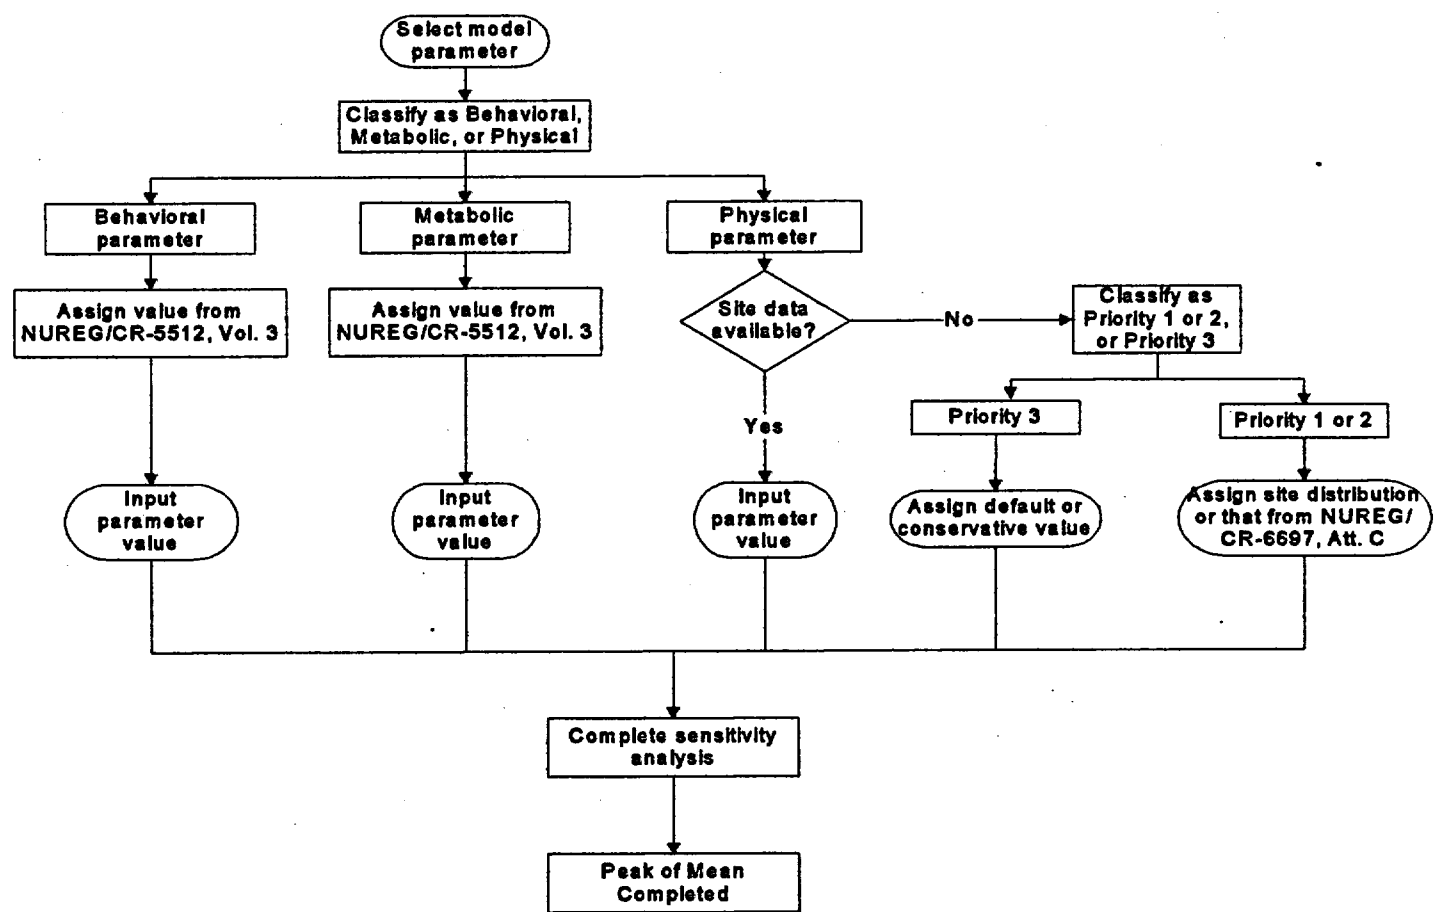 Select model
parameter
Classify as Behavioral,
Metabolic, or Physical
Behavioral
parameter
Metabolic
parameter
Physical
parameter
Assign value from
NUREG/CR-5512, Vol. 3
Assign value from
NUREG/CR-5512, Vol. 3
Site data
available?
No
Classify as
Priority 1 or 2,
or Priority 3
Yes
Priority 3
Priority 1 or 2
Input
parameter
value
Input
parameter
value
Input
parameter
value
Assign default or
conservative value
Assign site distribution
or that from NUREG/
CR-6697, Att. C
Complete sensitivity
analysis
Peak of Mean
Completed